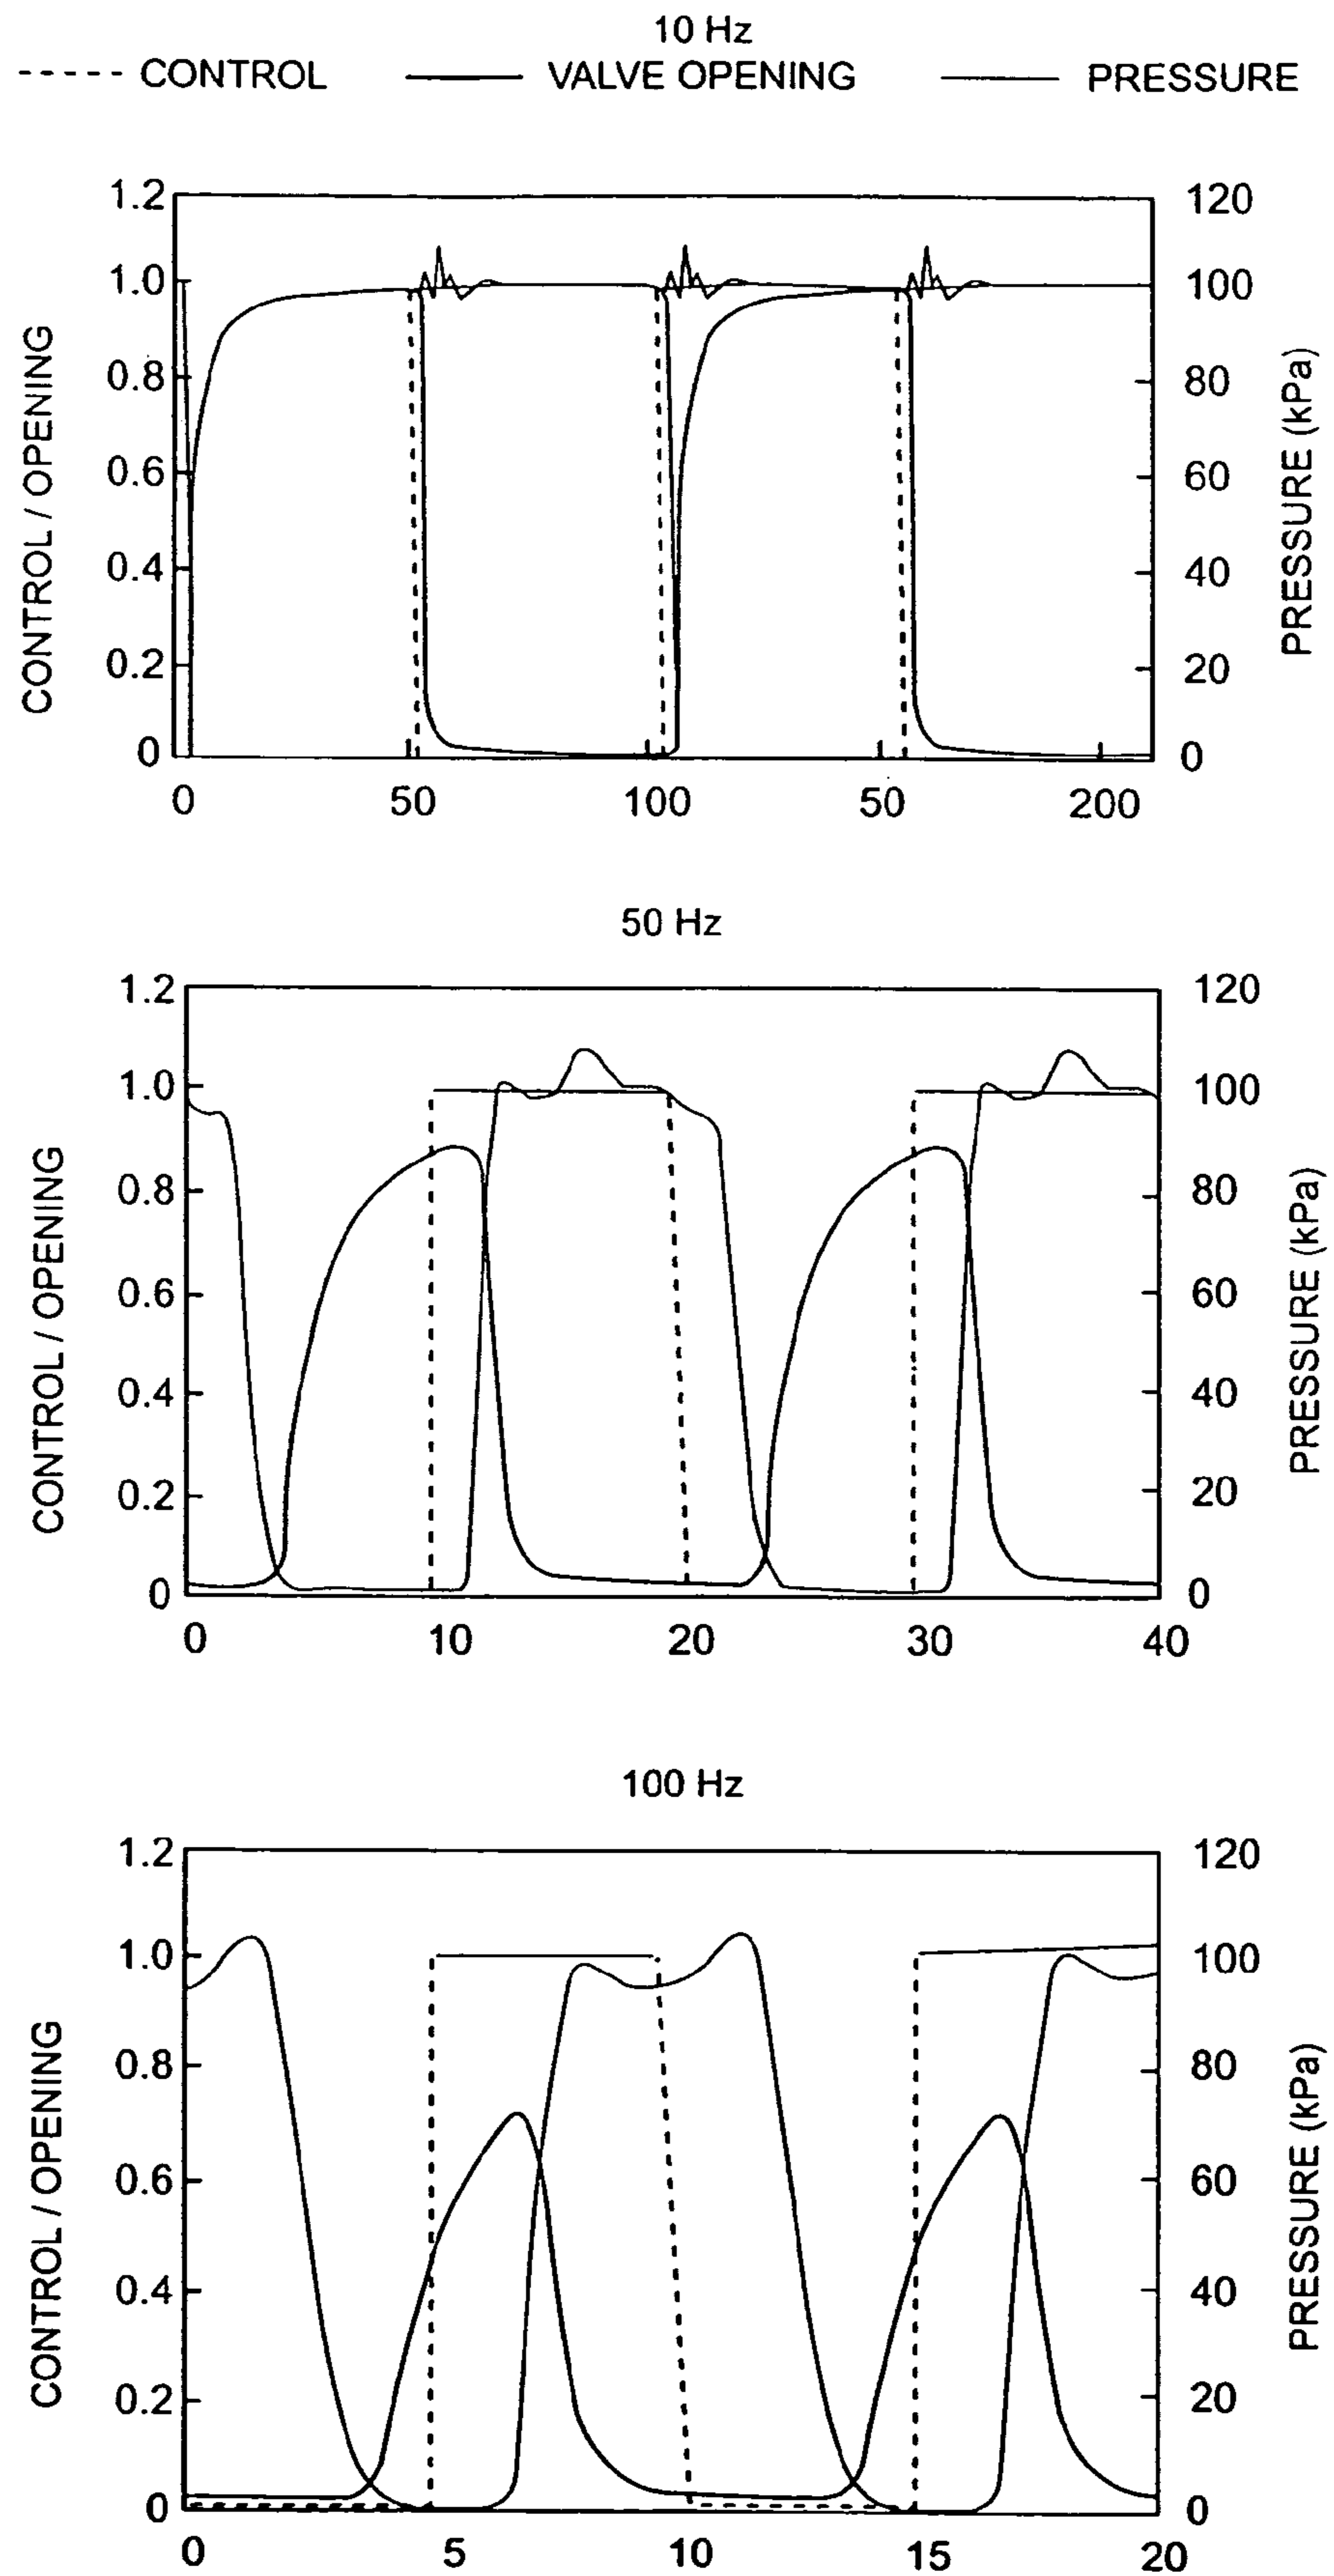 10 Hz
CONTROL VALVE OPENING PRESSURE
1.2 120
1.0 100
0.8 80
0.6 60
0.4 40
0.2 20
0 0
CONTROL / OPENING
PRESSURE (kPa)
0 50 100 50 200
50 Hz
1.2 120
1.0 100
0.8 80
0.6 60
0.4 40
0.2 20
0 0
CONTROL / OPENING
PRESSURE (kPa)
0 10 20 30 40
100 Hz
1.2 120
1.0 100
0.8 80
0.6 60
0.4 40
0.2 20
0 0
CONTROL / OPENING
PRESSURE (kPa)
0 5 10 15 20